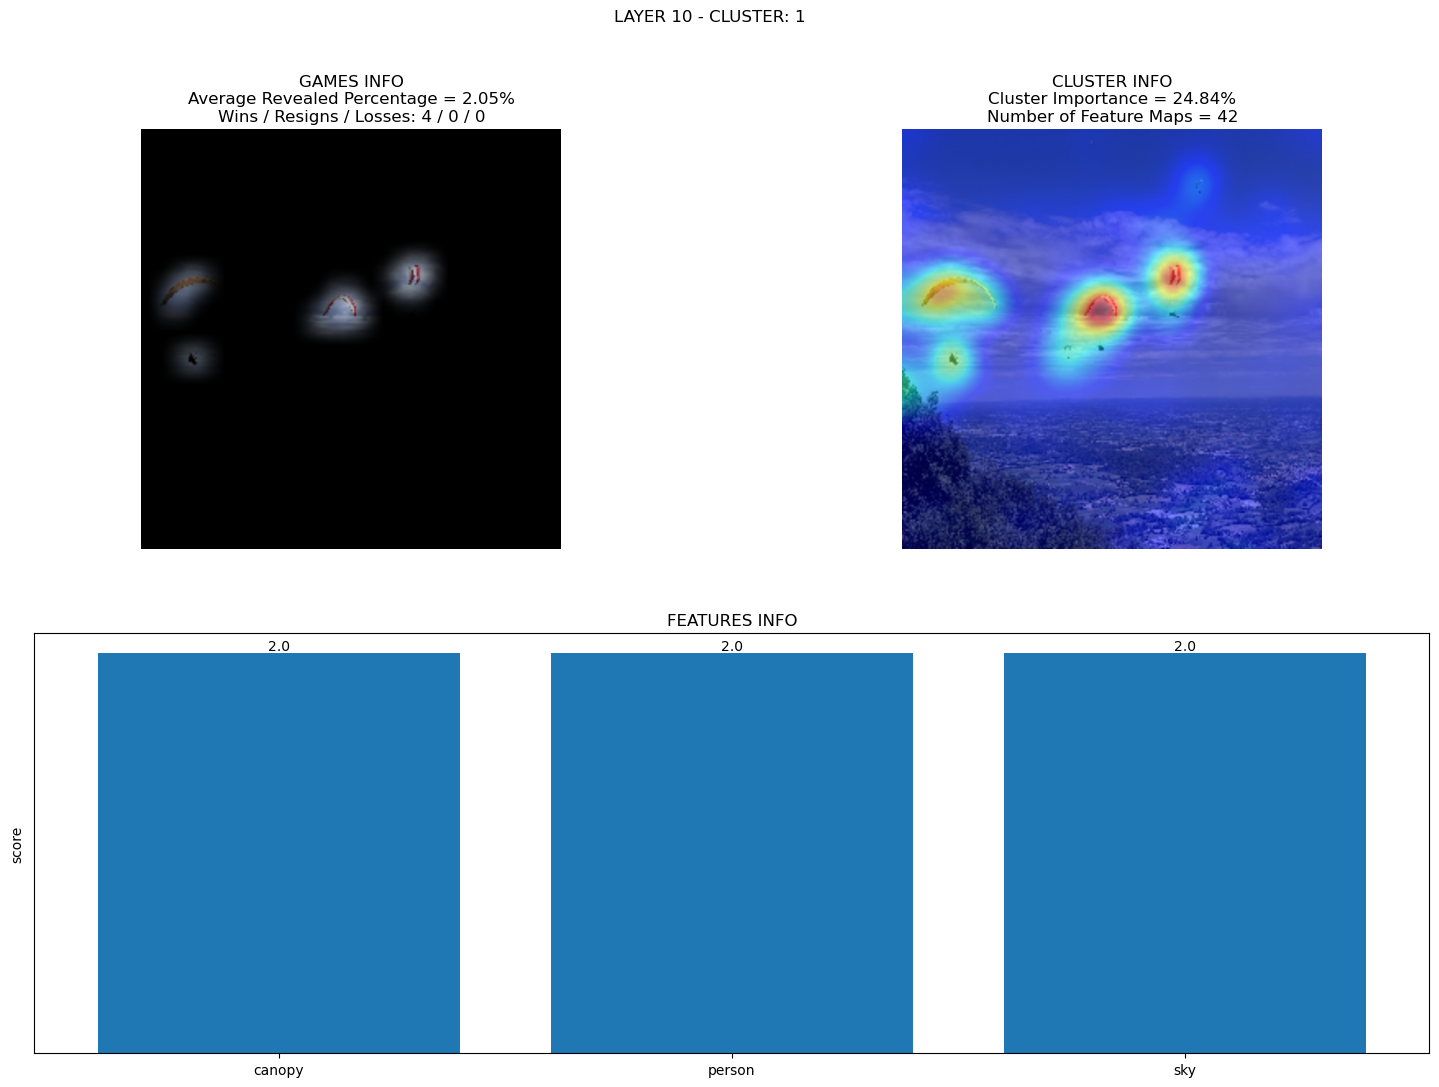 LAYER 10 - CLUSTER: 1
GAMES INFO
Average Revealed Percentage = 2.05%
Wins / Resigns / Losses: 4 / 0 / 0
CLUSTER INFO
Cluster Importance = 24.84%
Number of Feature Maps = 42
FEATURES INFO
2.0
2.0
2.0
score
canopy
person
sky